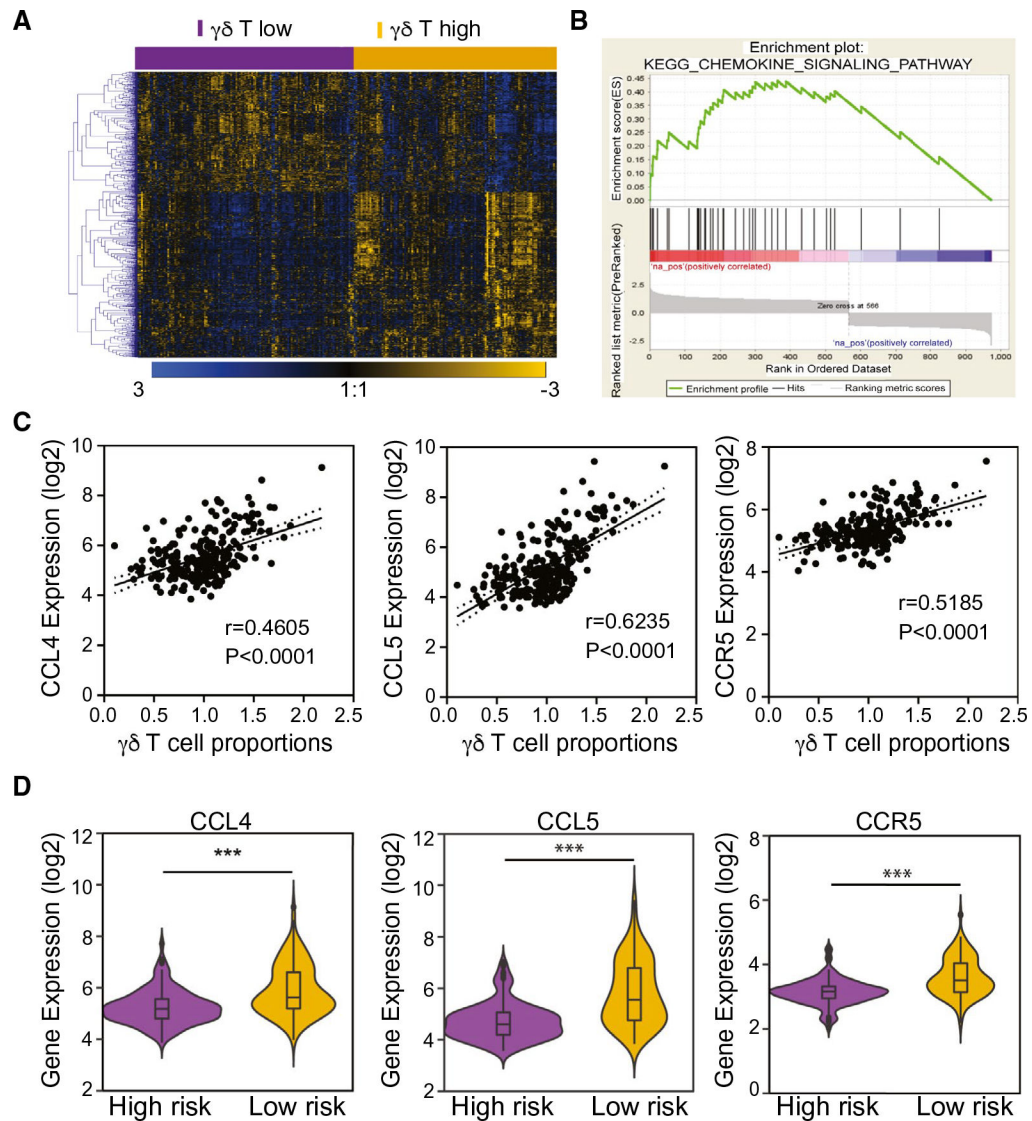 A
γδ T low
γδ T high
3
1:1
-3
B
Enrichment plot:
KEGG_CHEMOKINE_SIGNALING_PATHWAY
Enrichment score(ES)
0.45
0.40
0.35
0.30
0.25
0.20
0.15
0.10
0.05
0.00
'na_pos'(positively correlated)
Ranked list metric(PreRanked)
2.5
0.0
-2.5
Zero cross at 566
'na_pos'(positively correlated)
0 100 200 300 400 500 600 700 800 900 1.000
Rank in Ordered Dataset
Enrichment profile Hits Ranking metric scores
C
CCL4 Expression (log2)
10
8
6
4
2
0
r=0.4605
P<0.0001
0.0 0.5 1.0 1.5 2.0 2.5
γδ T cell proportions
CCL5 Expression (log2)
10
8
6
4
2
0
r=0.6235
P<0.0001
0.0 0.5 1.0 1.5 2.0 2.5
γδ T cell proportions
CCR5 Expression (log2)
8
6
4
2
0
r=0.5185
P<0.0001
0.0 0.5 1.0 1.5 2.0 2.5
γδ T cell proportions
D
CCL4
Gene Expression (log2)
12
10
8
6
4
2
***
High risk Low risk
CCL5
Gene Expression (log2)
12
10
8
6
4
2
***
High risk Low risk
CCR5
Gene Expression (log2)
8
6
4
2
0
***
High risk Low risk